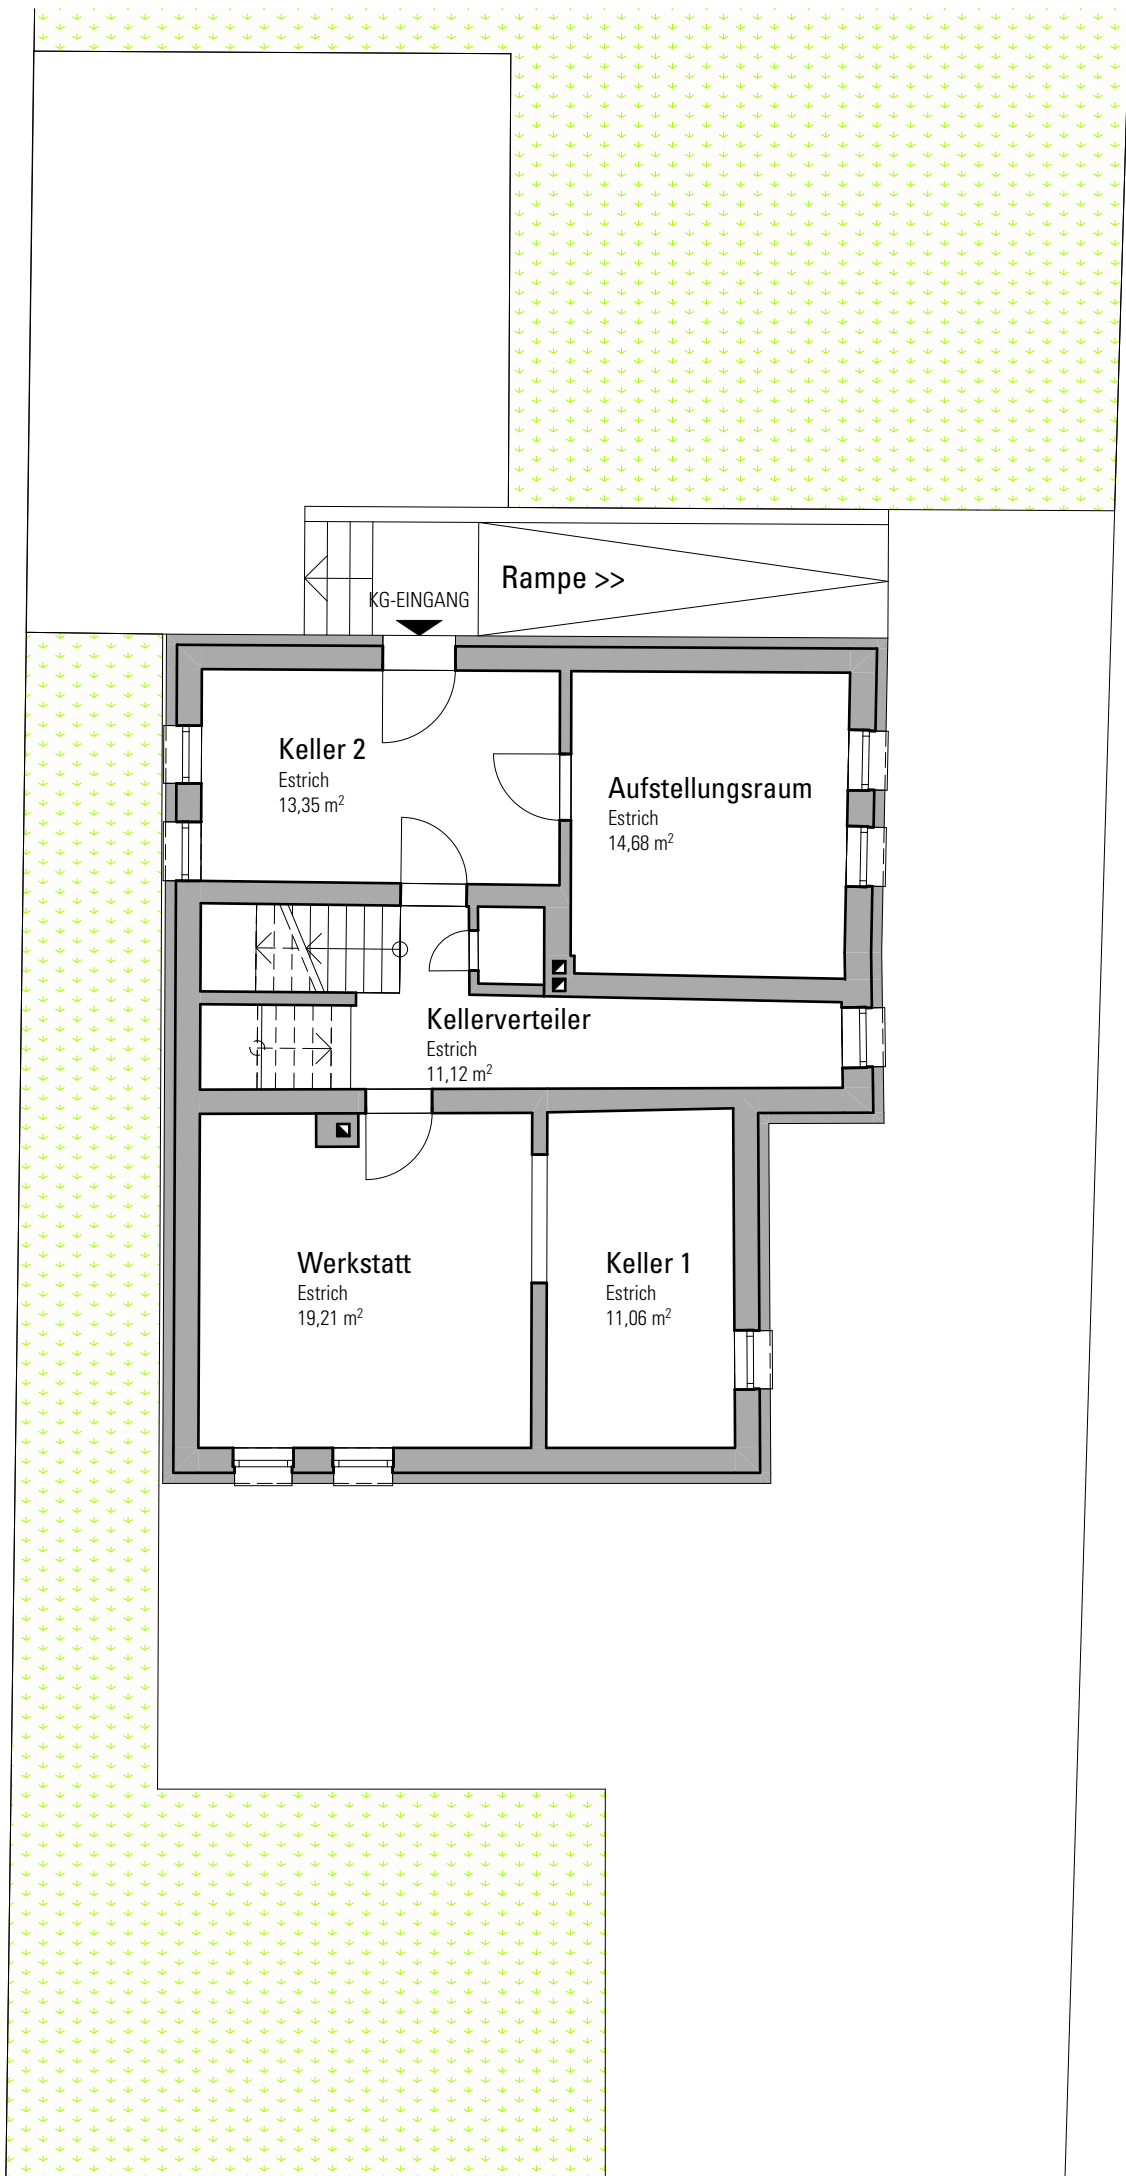 Rampe >>
KG-EINGANG
Keller 2
Estrich
13,35 m²
Aufstellungsraum
Estrich
14,68 m²
Kellerverteiler
Estrich
11,12 m²
Werkstatt
Estrich
19,21 m²
Keller 1
Estrich
11,06 m²